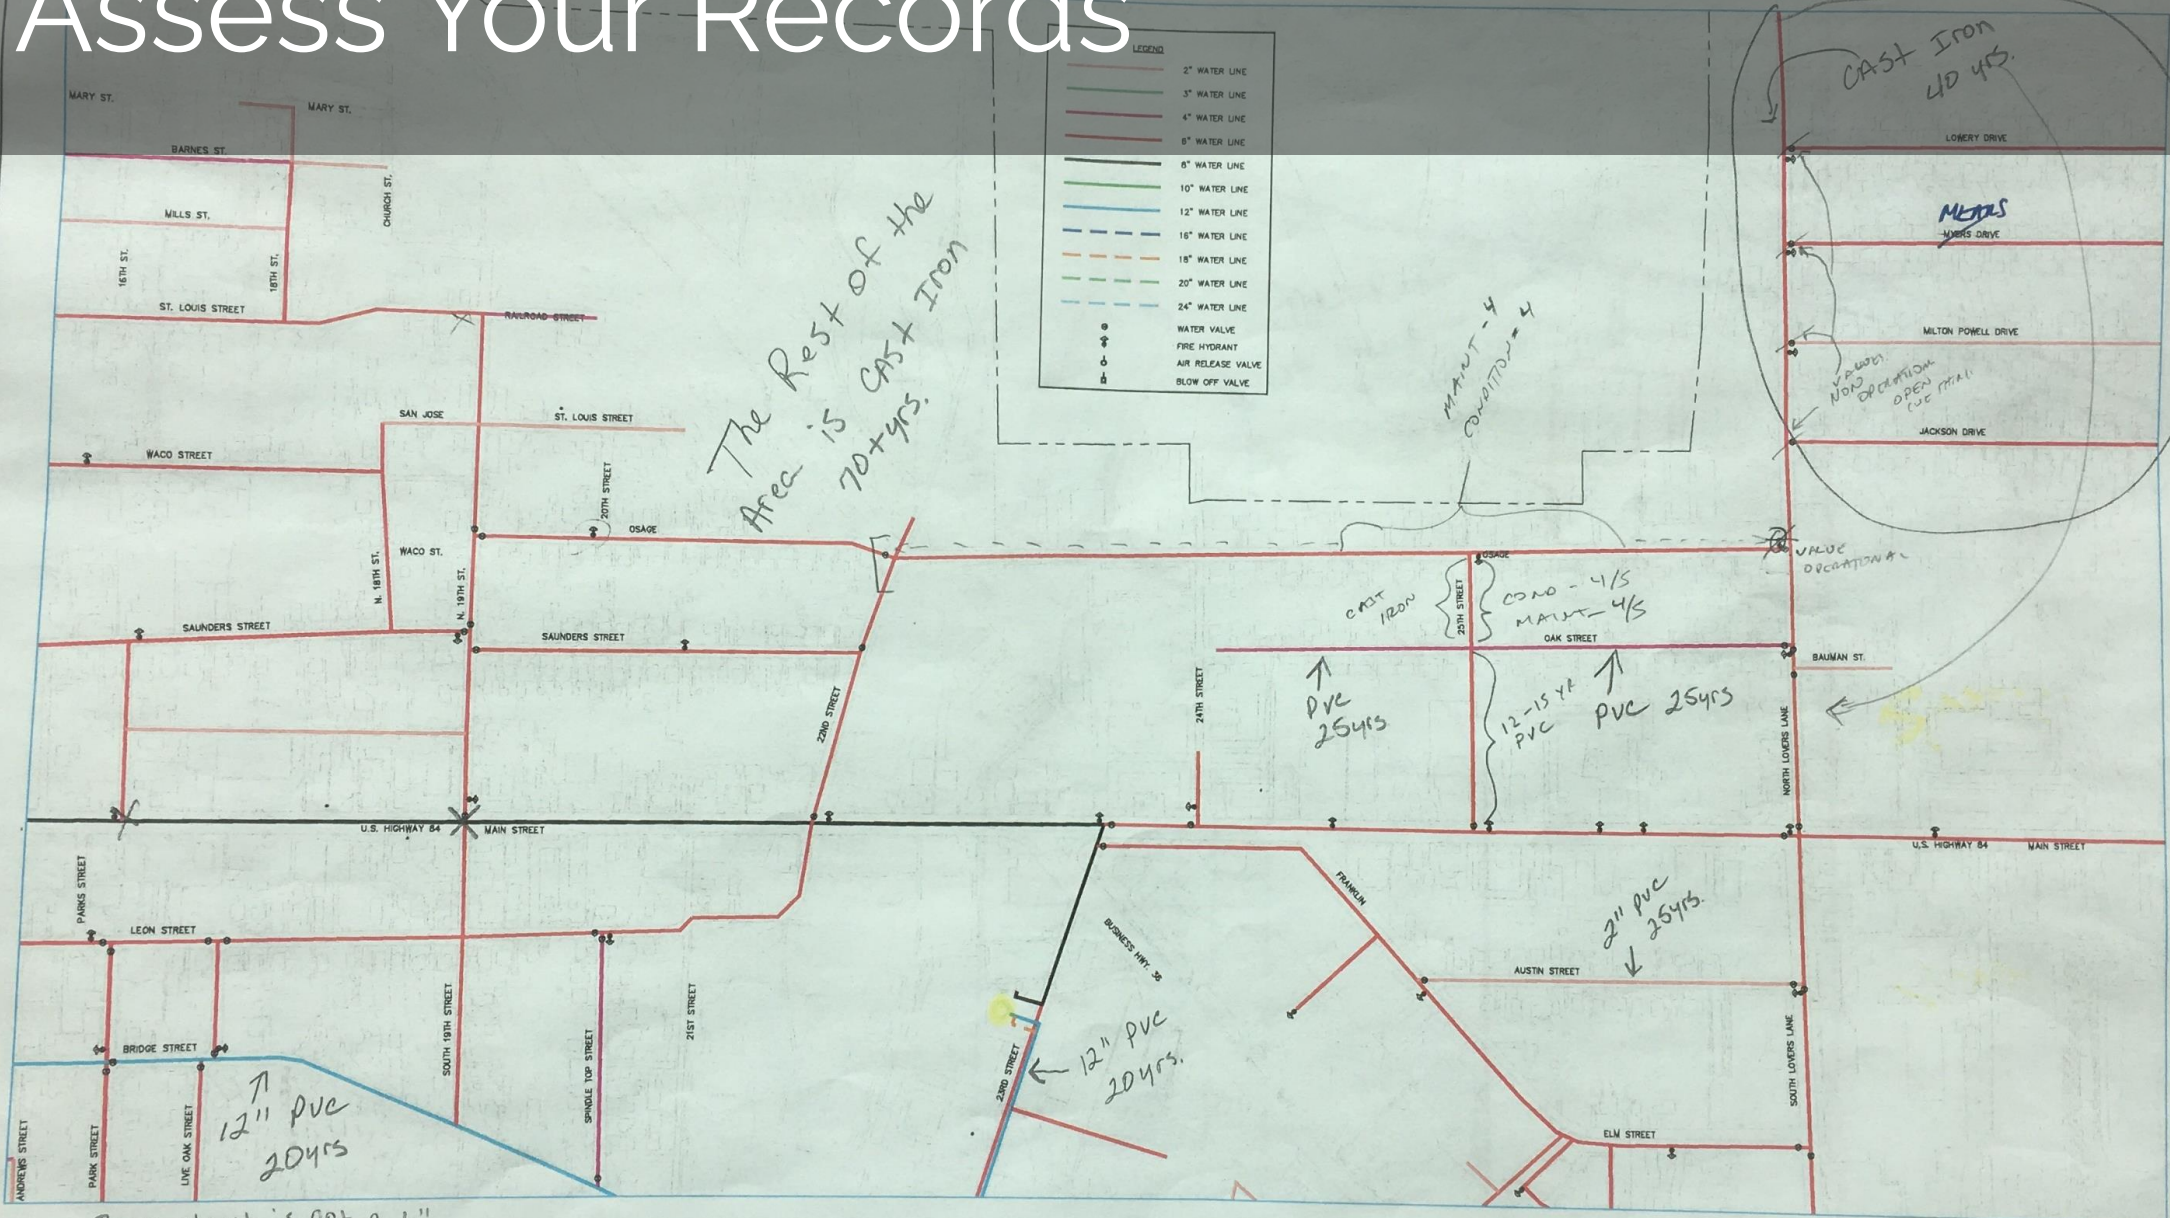 Assess Your Records
LEGEND
2" WATER LINE
3" WATER LINE
4" WATER LINE
6" WATER LINE
8" WATER LINE
10" WATER LINE
12" WATER LINE
16" WATER LINE
18" WATER LINE
20" WATER LINE
24" WATER LINE
WATER VALVE
FIRE HYDRANT
AIR RELEASE VALVE
BLOW OFF VALVE
CAST Iron
40 yrs.
MARY ST.
MARY ST.
BARNES ST.
LOWERY DRIVE
CHURCH ST.
MILLS ST.
MEARS
MYERS DRIVE
16TH ST.
18TH ST.
ST. LOUIS STREET
RAILROAD STREET
MILTON POWELL DRIVE
The Rest of the
Area is CAST Iron
70+yrs.
MAINT - 4
CONDITION = 4
VALVES
NON
OPERATION
OPEN
SAN JOSE
ST. LOUIS STREET
JACKSON DRIVE
WACO STREET
20TH STREET
OSAGE
WACO ST.
N. 18TH ST.
N. 19TH ST.
OSAGE
VALUE
OPERATIONAL
CAST
IRON
25TH STREET
COND - 4/5
MAINT - 4/5
SAUNDERS STREET
SAUNDERS STREET
OAK STREET
BAUMAN ST.
22ND STREET
24TH STREET
PVC
25yrs
12-15 YR
PVC
PVC 25yrs
NORTH LOVERS LANE
U.S. HIGHWAY 84
MAIN STREET
U.S. HIGHWAY 84
MAIN STREET
PARKS STREET
FRANKLIN
LEON STREET
BUSINESS HWY. 36
2" PVC
25yrs.
AUSTIN STREET
SOUTH 19TH STREET
SPINDLE TOP STREET
21ST STREET
BRIDGE STREET
12" PVC
20yrs
23RD STREET
12" PVC
20yrs.
SOUTH LOVERS LANE
ELM STREET
ANDREWS STREET
PARK STREET
LIVE OAK STREET